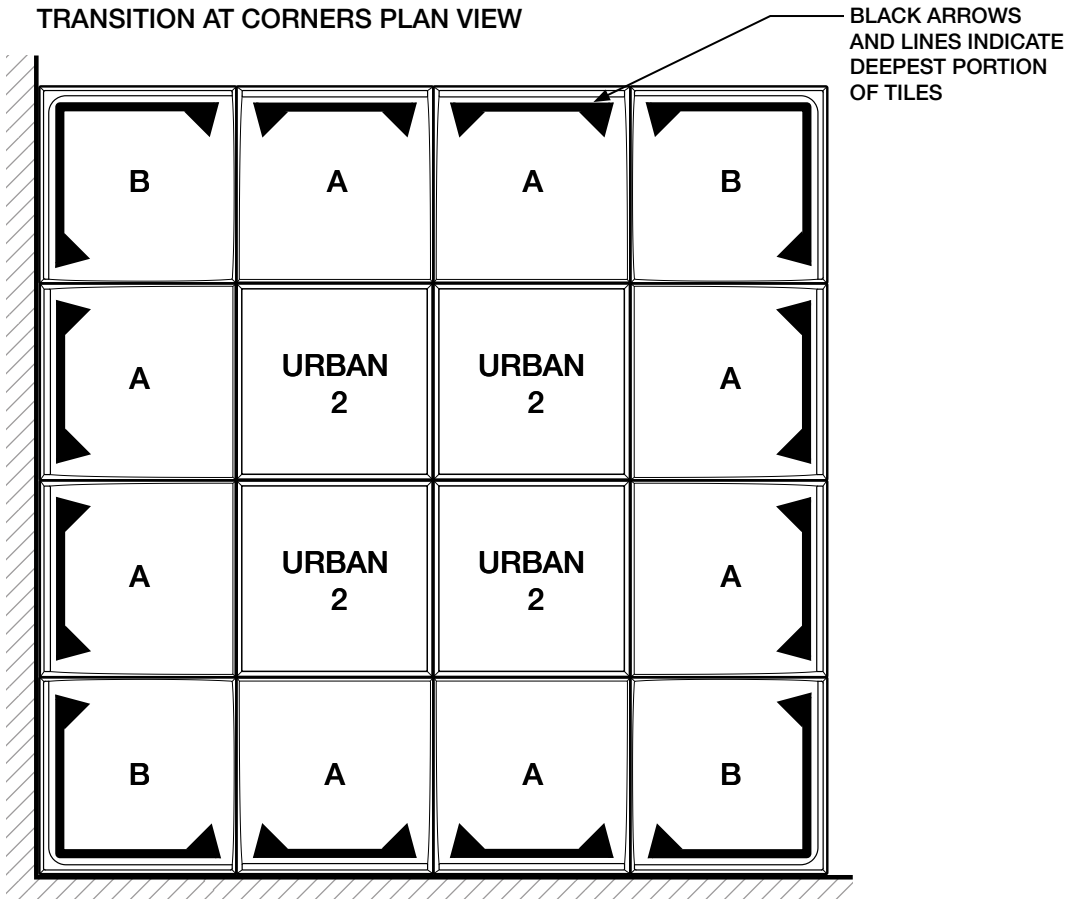 TRANSITION AT CORNERS PLAN VIEW
BLACK ARROWS
AND LINES INDICATE
DEEPEST PORTION
OF TILES
B A A B
A URBAN 2 URBAN 2 A
A URBAN 2 URBAN 2 A
B A A B